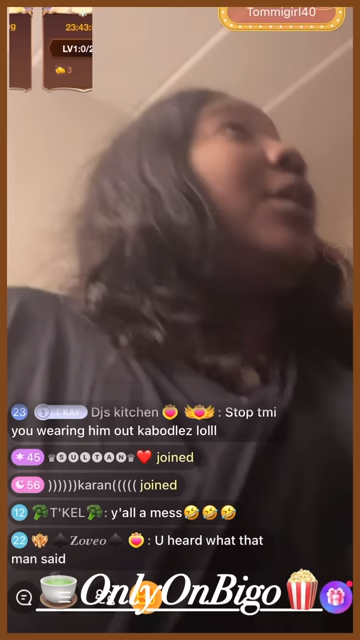 Tommigirl40
23:43:
LV1:0/2
3
23 Djs kitchen : Stop tmi
you wearing him out kabodlez lolll
45 ♛🅢🅤🅛🅣🅐🅝♛❤️ joined
56 ))))))karan((((( joined
12 🥦T'KEL🥦: y'all a mess🤣🤣🤣
22 ♠Zoveo♠ : U heard what that
man said
OnlyOnBigo